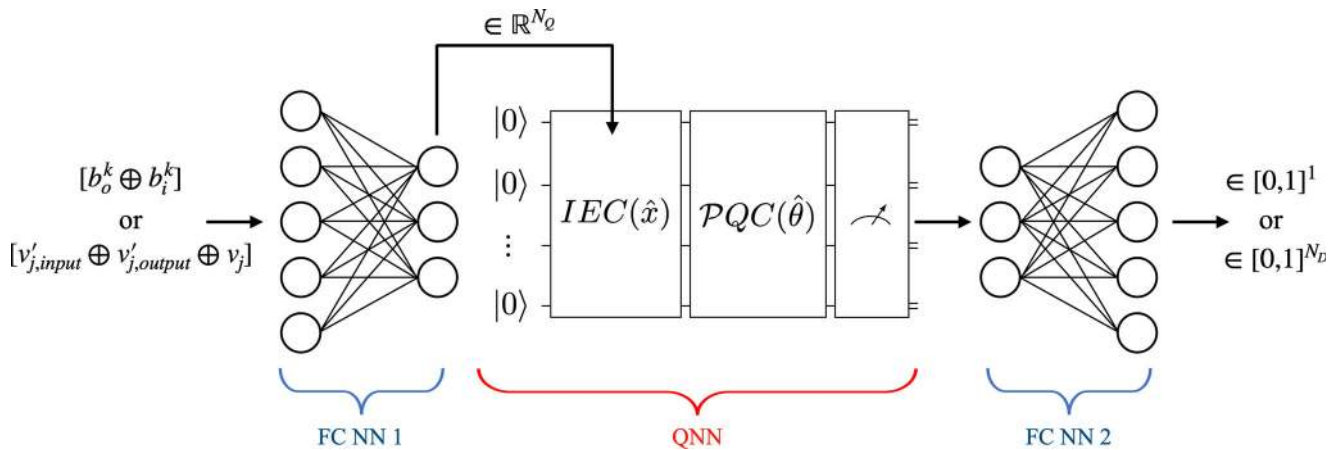 ∈ ℝ^{N_Q}
[b_o^k ⊕ b_i^k]
or
[v'_{j,input} ⊕ v'_{j,output} ⊕ v_j]
|0⟩
|0⟩
⋮
|0⟩
IEC(x̂)
𝒫QC(θ̂)
∈ [0,1]^1
or
∈ [0,1]^{N_D}
FC NN 1
QNN
FC NN 2